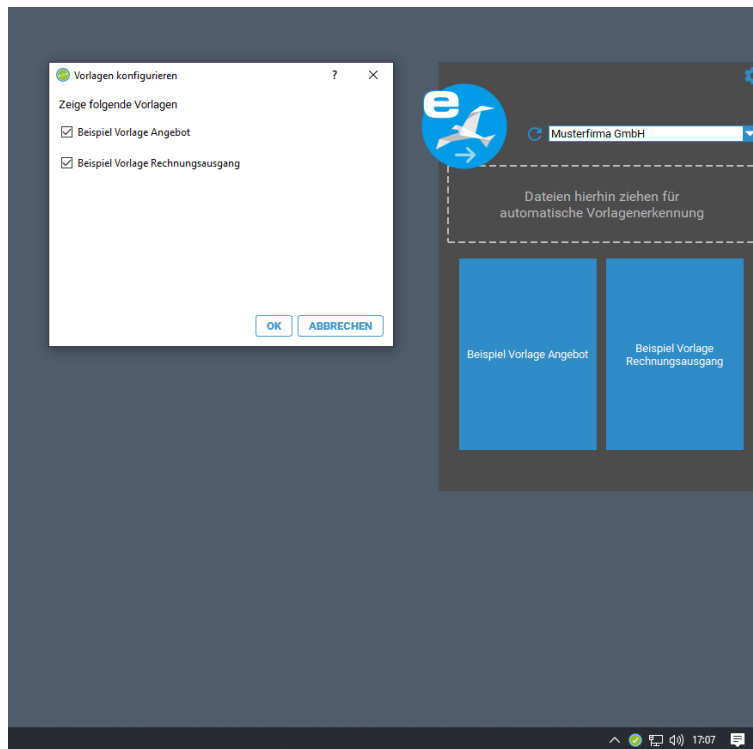 Vorlagen konfigurieren
?
Zeige folgende Vorlagen
Beispiel Vorlage Angebot
Beispiel Vorlage Rechnungsausgang
OK
ABBRECHEN
e
Musterfirma GmbH
Dateien hierhin ziehen für
automatische Vorlagenerkennung
Beispiel Vorlage Angebot
Beispiel Vorlage
Rechnungsausgang
17:07